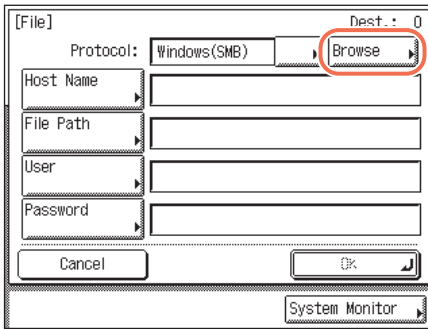 [File]
Dest.: 0
Protocol: Windows(SMB) Browse
Host Name
File Path
User
Password
Cancel OK
System Monitor